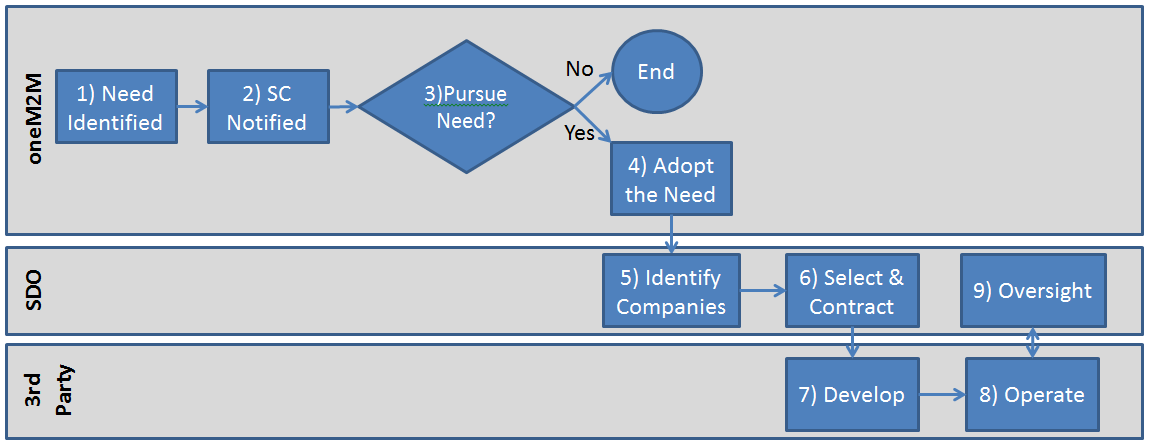 oneM2M
1) Need
Identified
2) SC
Notified
3)Pursue
Need?
No
End
Yes
4) Adopt
the Need
SDO
5) Identify
Companies
6) Select &
Contract
9) Oversight
3rd
Party
7) Develop
8) Operate